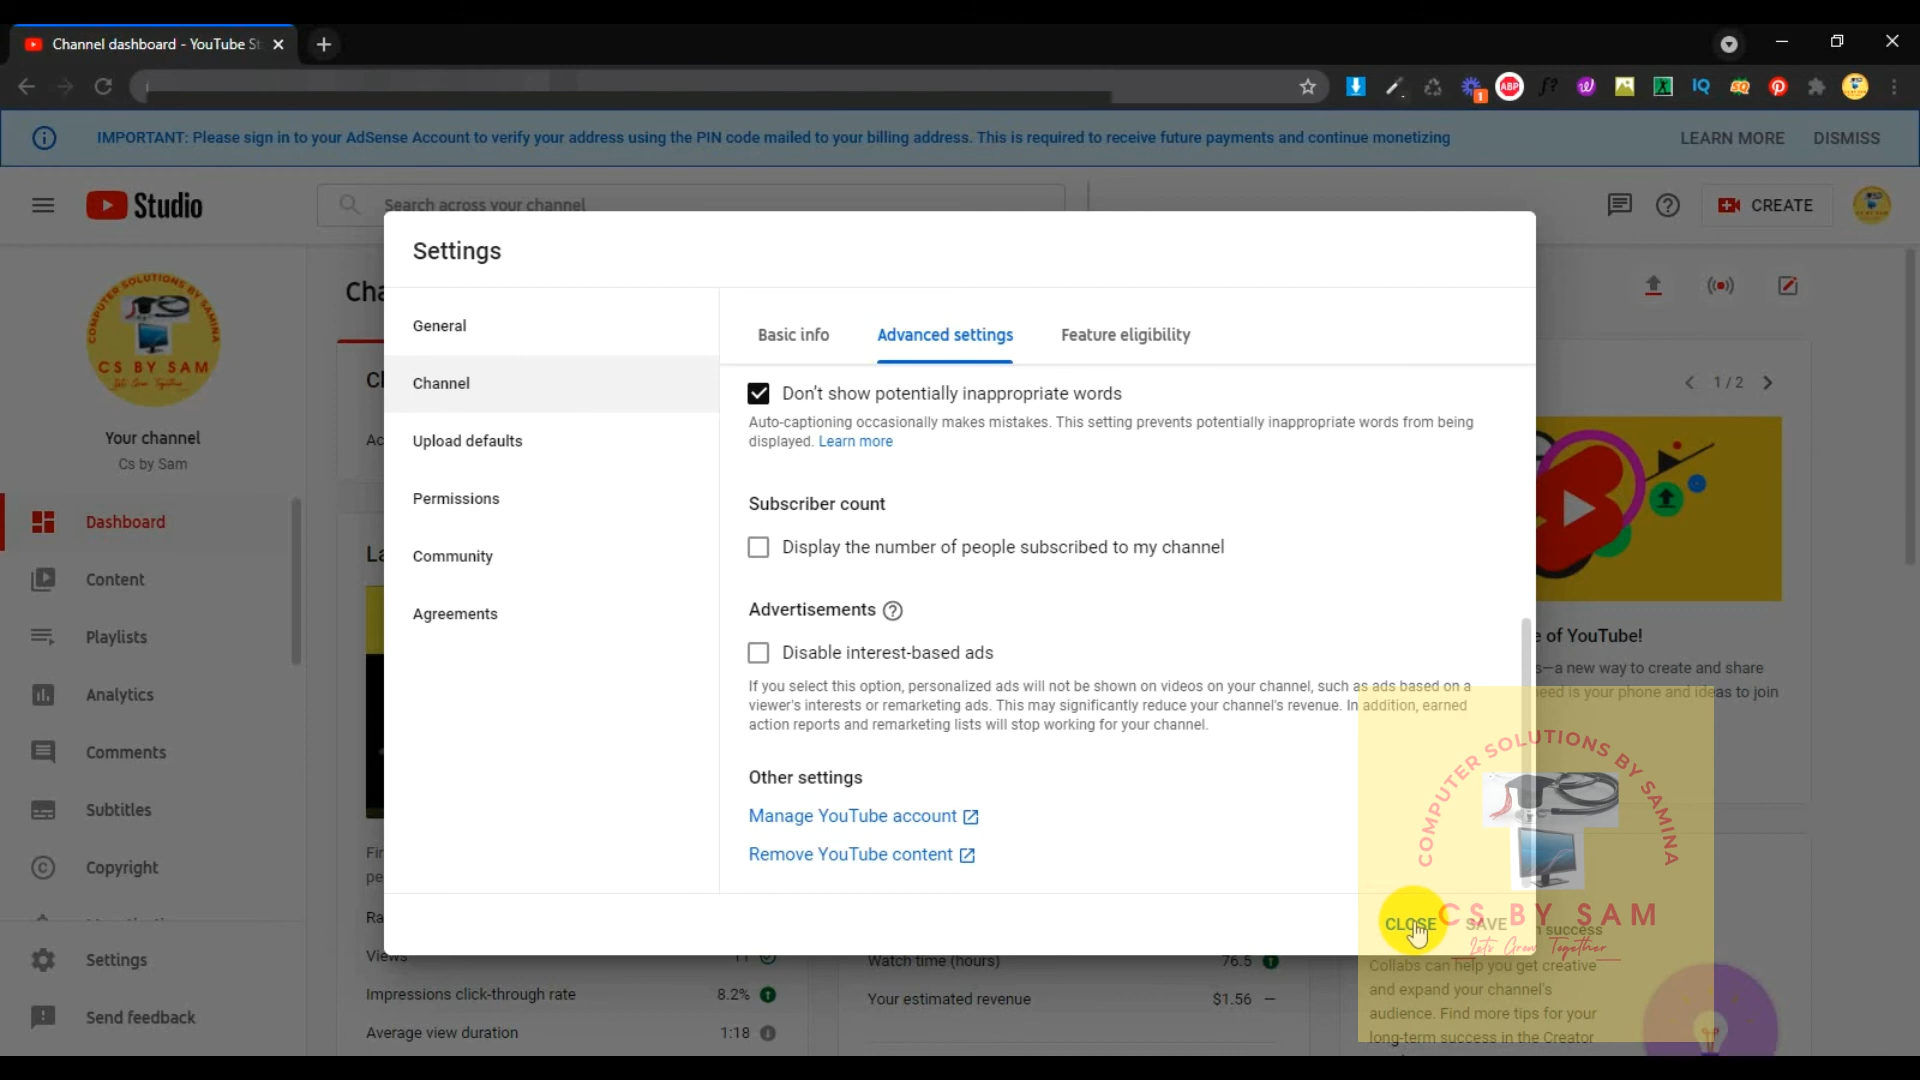 Channel dashboard - YouTube St
IMPORTANT: Please sign in to your AdSense Account to verify your address using the PIN code mailed to your billing address. This is required to receive future payments and continue monetizing
LEARN MORE
DISMISS
Studio
Search across your channel
CREATE
Settings
General
Channel
Upload defaults
Permissions
Community
Agreements
Basic info
Advanced settings
Feature eligibility
Don't show potentially inappropriate words
Auto-captioning occasionally makes mistakes. This setting prevents potentially inappropriate words from being
displayed. Learn more
Subscriber count
Display the number of people subscribed to my channel
Advertisements
Disable interest-based ads
If you select this option, personalized ads will not be shown on videos on your channel, such as ads based on a
viewer's interests or remarketing ads. This may significantly reduce your channel's revenue. In addition, earned
action reports and remarketing lists will stop working for your channel.
Other settings
Manage YouTube account
Remove YouTube content
CLOSE
SAVE
COMPUTER SOLUTIONS BY SAMINA
CS BY SAM
Lets Grow Together
Your channel
Cs by Sam
Dashboard
Content
Playlists
Analytics
Comments
Subtitles
Copyright
Settings
Send feedback
Views
Impressions click-through rate
8.2%
Average view duration
1:18
Watch time (hours)
76.5
Your estimated revenue
$1.56 —
1 / 2
e of YouTube!
s—a new way to create and share
need is your phone and ideas to join
COMPUTER SOLUTIONS BY SAMINA
CS BY SAM
Lets Grow Together
success
Collabs can help you get creative
and expand your channel's
audience. Find more tips for your
long-term success in the Creator